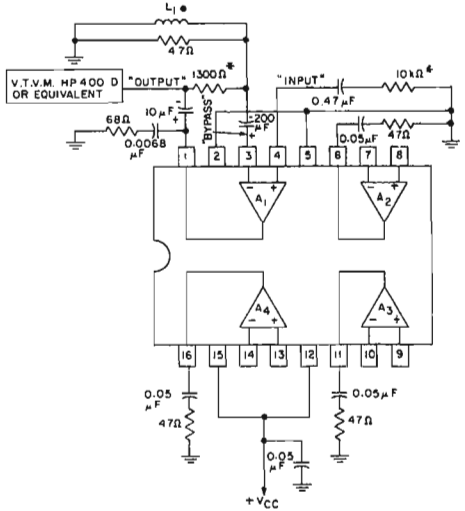 L₁ •
47Ω
V.T.V.M. HP 400 D
OR EQUIVALENT
"OUTPUT"
1300Ω*
"INPUT"
10kΩ*
0.47μF
10 μF
- +
"BYPASS"
- 200
μF
+
68Ω
0.0068
μF
0.05μF
47Ω
1 2 3 4 5 6 7 8
- + - +
A₁ A₂
A₄ A₃
- + - +
16 15 14 13 12 11 10 9
0.05
μF
47Ω
0.05μF
47Ω
0.05
μF
+ VCC